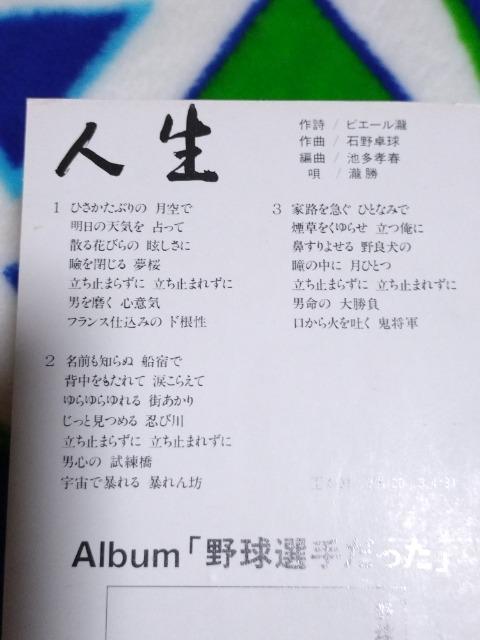 人生
作詩 / ピエール瀧
作曲 / 石野卓球
編曲 / 池多孝春
唄 / 瀧勝
1 ひさかたぶりの 月空で
明日の天気を 占って
散る花びらの 眩しさに
瞼を閉じる 夢桜
立ち止まらずに 立ち止まれずに
男を磨く 心意気
フランス仕込みの ド根性
2 名前も知らぬ 船宿で
背中をもたれて 涙こらえて
ゆらゆらゆれる 街あかり
じっと見つめる 忍び川
立ち止まらずに 立ち止まれずに
男心の 試練橋
宇宙で暴れる 暴れん坊
3 家路を急ぐ ひとなみで
煙草をくゆらせ 立つ俺に
鼻すりよせる 野良犬の
瞳の中に 月ひとつ
立ち止まらずに 立ち止まれずに
男命の 大勝負
口から火を吐く 鬼将軍
Album「野球選手だった」